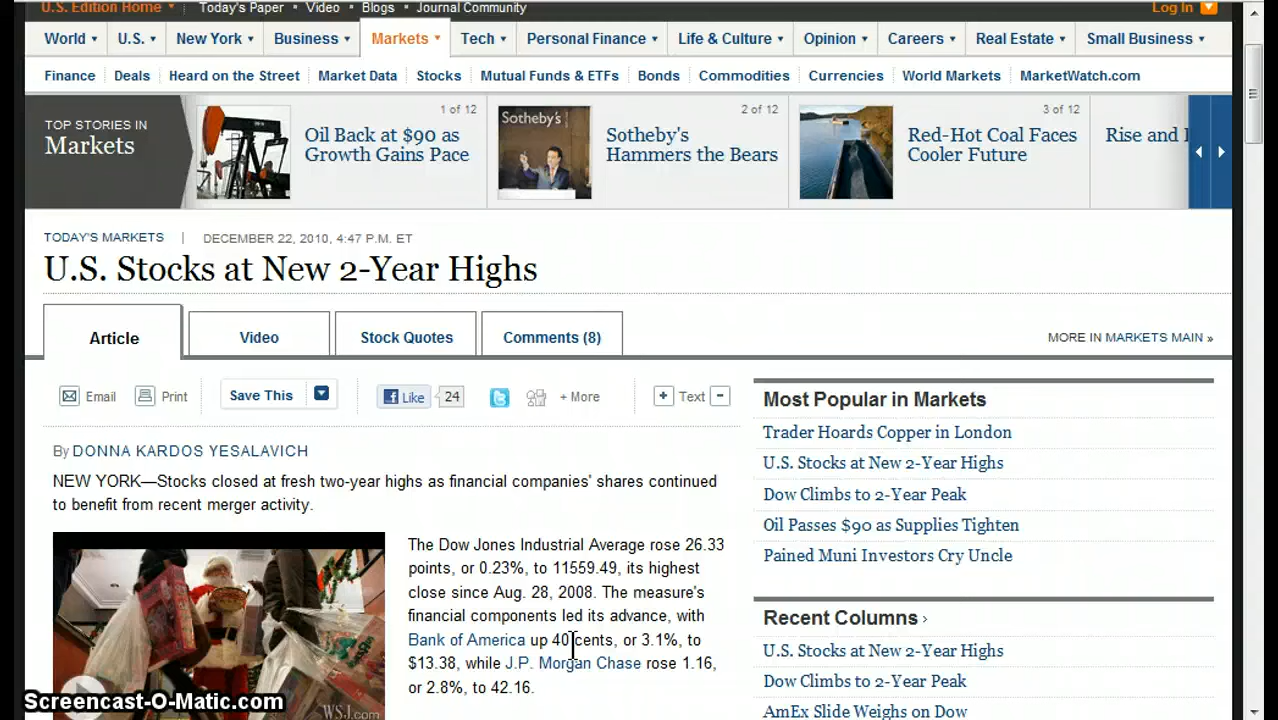 U.S. Edition Home Today's Paper • Video • Blogs • Journal Community Log In
World U.S. New York Business Markets Tech Personal Finance Life & Culture Opinion Careers Real Estate Small Business
Finance Deals Heard on the Street Market Data Stocks Mutual Funds & ETFs Bonds Commodities Currencies World Markets MarketWatch.com
TOP STORIES IN
Markets
1 of 12
Oil Back at $90 as
Growth Gains Pace
Sotheby's
2 of 12
Sotheby's
Hammers the Bears
3 of 12
Red-Hot Coal Faces
Cooler Future
Rise and
TODAY'S MARKETS | DECEMBER 22, 2010, 4:47 P.M. ET
U.S. Stocks at New 2-Year Highs
Article Video Stock Quotes Comments (8)
MORE IN MARKETS MAIN »
Email Print Save This Like 24 + More + Text −
By DONNA KARDOS YESALAVICH
NEW YORK—Stocks closed at fresh two-year highs as financial companies' shares continued
to benefit from recent merger activity.
The Dow Jones Industrial Average rose 26.33
points, or 0.23%, to 11559.49, its highest
close since Aug. 28, 2008. The measure's
financial components led its advance, with
Bank of America up 40 cents, or 3.1%, to
$13.38, while J.P. Morgan Chase rose 1.16,
or 2.8%, to 42.16.
WSJ.com
Most Popular in Markets
Trader Hoards Copper in London
U.S. Stocks at New 2-Year Highs
Dow Climbs to 2-Year Peak
Oil Passes $90 as Supplies Tighten
Pained Muni Investors Cry Uncle
Recent Columns ›
U.S. Stocks at New 2-Year Highs
Dow Climbs to 2-Year Peak
AmEx Slide Weighs on Dow
Screencast-O-Matic.com